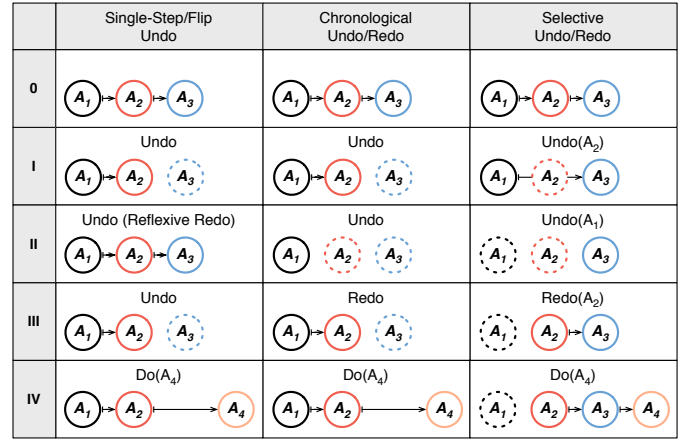 Single-Step/Flip
Undo
Chronological
Undo/Redo
Selective
Undo/Redo
0
A1 A2 A3
A1 A2 A3
A1 A2 A3
I
Undo
A1 A2 A3
Undo
A1 A2 A3
Undo(A2)
A1 A2 A3
II
Undo (Reflexive Redo)
A1 A2 A3
Undo
A1 A2 A3
Undo(A1)
A1 A2 A3
III
Undo
A1 A2 A3
Redo
A1 A2 A3
Redo(A2)
A1 A2 A3
IV
Do(A4)
A1 A2 A4
Do(A4)
A1 A2 A4
Do(A4)
A1 A2 A3 A4